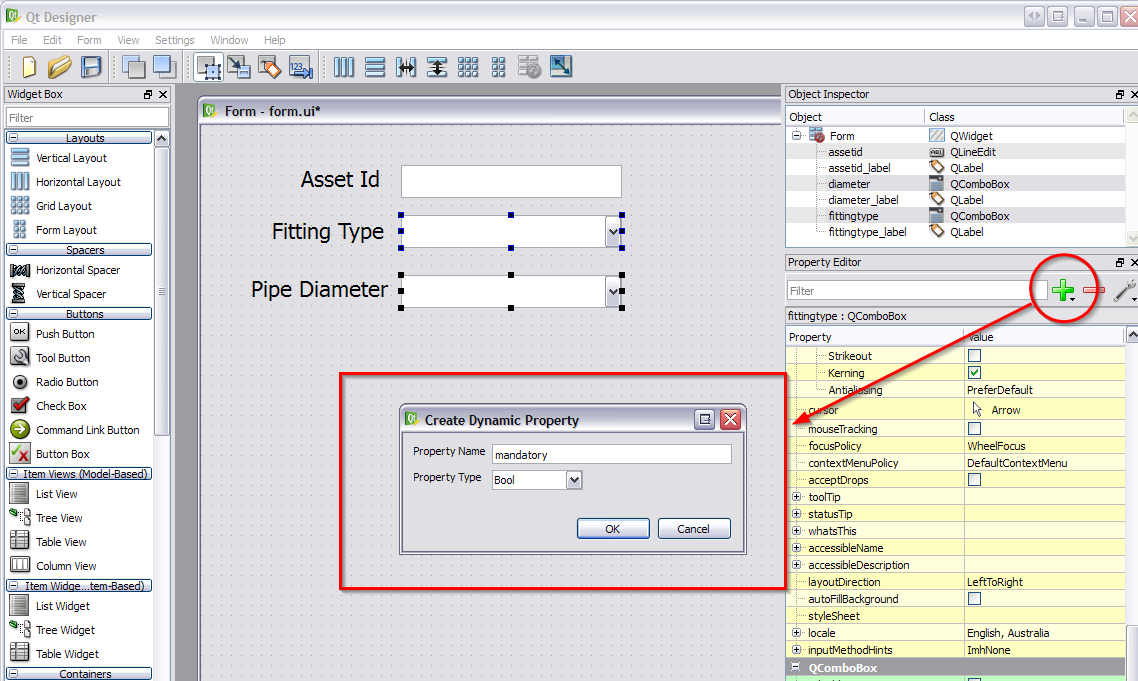 Qt Designer
File Edit Form View Settings Window Help
Widget Box
Filter
Layouts
Vertical Layout
Horizontal Layout
Grid Layout
Form Layout
Spacers
Horizontal Spacer
Vertical Spacer
Buttons
OK
Push Button
Tool Button
Radio Button
Check Box
Command Link Button
Button Box
Item Views (Model-Based)
List View
Tree View
Table View
Column View
Item Widge...tem-Based)
List Widget
Tree Widget
Table Widget
Containers
Form - form.ui*
Asset Id
Fitting Type
Pipe Diameter
Create Dynamic Property
Property Name mandatory
Property Type Bool
OK Cancel
Object Inspector
Object Class
Form QWidget
assetid QLineEdit
assetid_label QLabel
diameter QComboBox
diameter_label QLabel
fittingtype QComboBox
fittingtype_label QLabel
Property Editor
Filter
fittingtype : QComboBox
Property Value
Strikeout
Kerning
Antialiasing PreferDefault
cursor Arrow
mouseTracking
focusPolicy WheelFocus
contextMenuPolicy DefaultContextMenu
acceptDrops
toolTip
statusTip
whatsThis
accessibleName
accessibleDescription
layoutDirection LeftToRight
autoFillBackground
styleSheet
locale English, Australia
inputMethodHints ImhNone
QComboBox